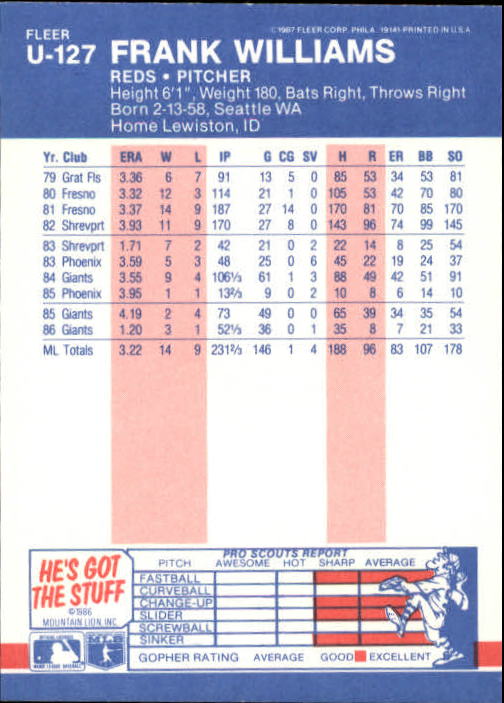 FLEER
©1987 FLEER CORP. PHILA. 19141-PRINTED IN U.S.A.
U-127 FRANK WILLIAMS
REDS • PITCHER
Height 6'1", Weight 180, Bats Right, Throws Right
Born 2-13-58, Seattle WA
Home Lewiston, ID
Yr. Club ERA W L IP G CG SV H R ER BB SO
79 Grat Fls 3.36 6 7 91 13 5 0 85 53 34 53 81
80 Fresno 3.32 12 3 114 21 1 0 105 53 42 70 80
81 Fresno 3.37 14 9 187 27 14 0 170 81 70 85 170
82 Shrevprt 3.93 11 9 170 27 8 0 143 96 74 99 145
83 Shrevprt 1.71 7 2 42 21 0 2 22 14 8 25 54
83 Phoenix 3.59 5 3 48 25 0 6 45 22 19 24 37
84 Giants 3.55 9 4 106⅓ 61 1 3 88 49 42 51 91
85 Phoenix 3.95 1 1 13⅔ 9 0 2 10 8 6 14 10
85 Giants 4.19 2 4 73 49 0 0 65 39 34 35 54
86 Giants 1.20 3 1 52⅓ 36 0 1 35 8 7 21 33
ML Totals 3.22 14 9 231⅔ 146 1 4 188 96 83 107 178
HE'S GOT
THE STUFF
©1986
MOUNTAIN LION, INC.
PRO SCOUTS REPORT
PITCH AWESOME HOT SHARP AVERAGE
FASTBALL
CURVEBALL
CHANGE-UP
SLIDER
SCREWBALL
SINKER
GOPHER RATING AVERAGE GOOD EXCELLENT
MLB